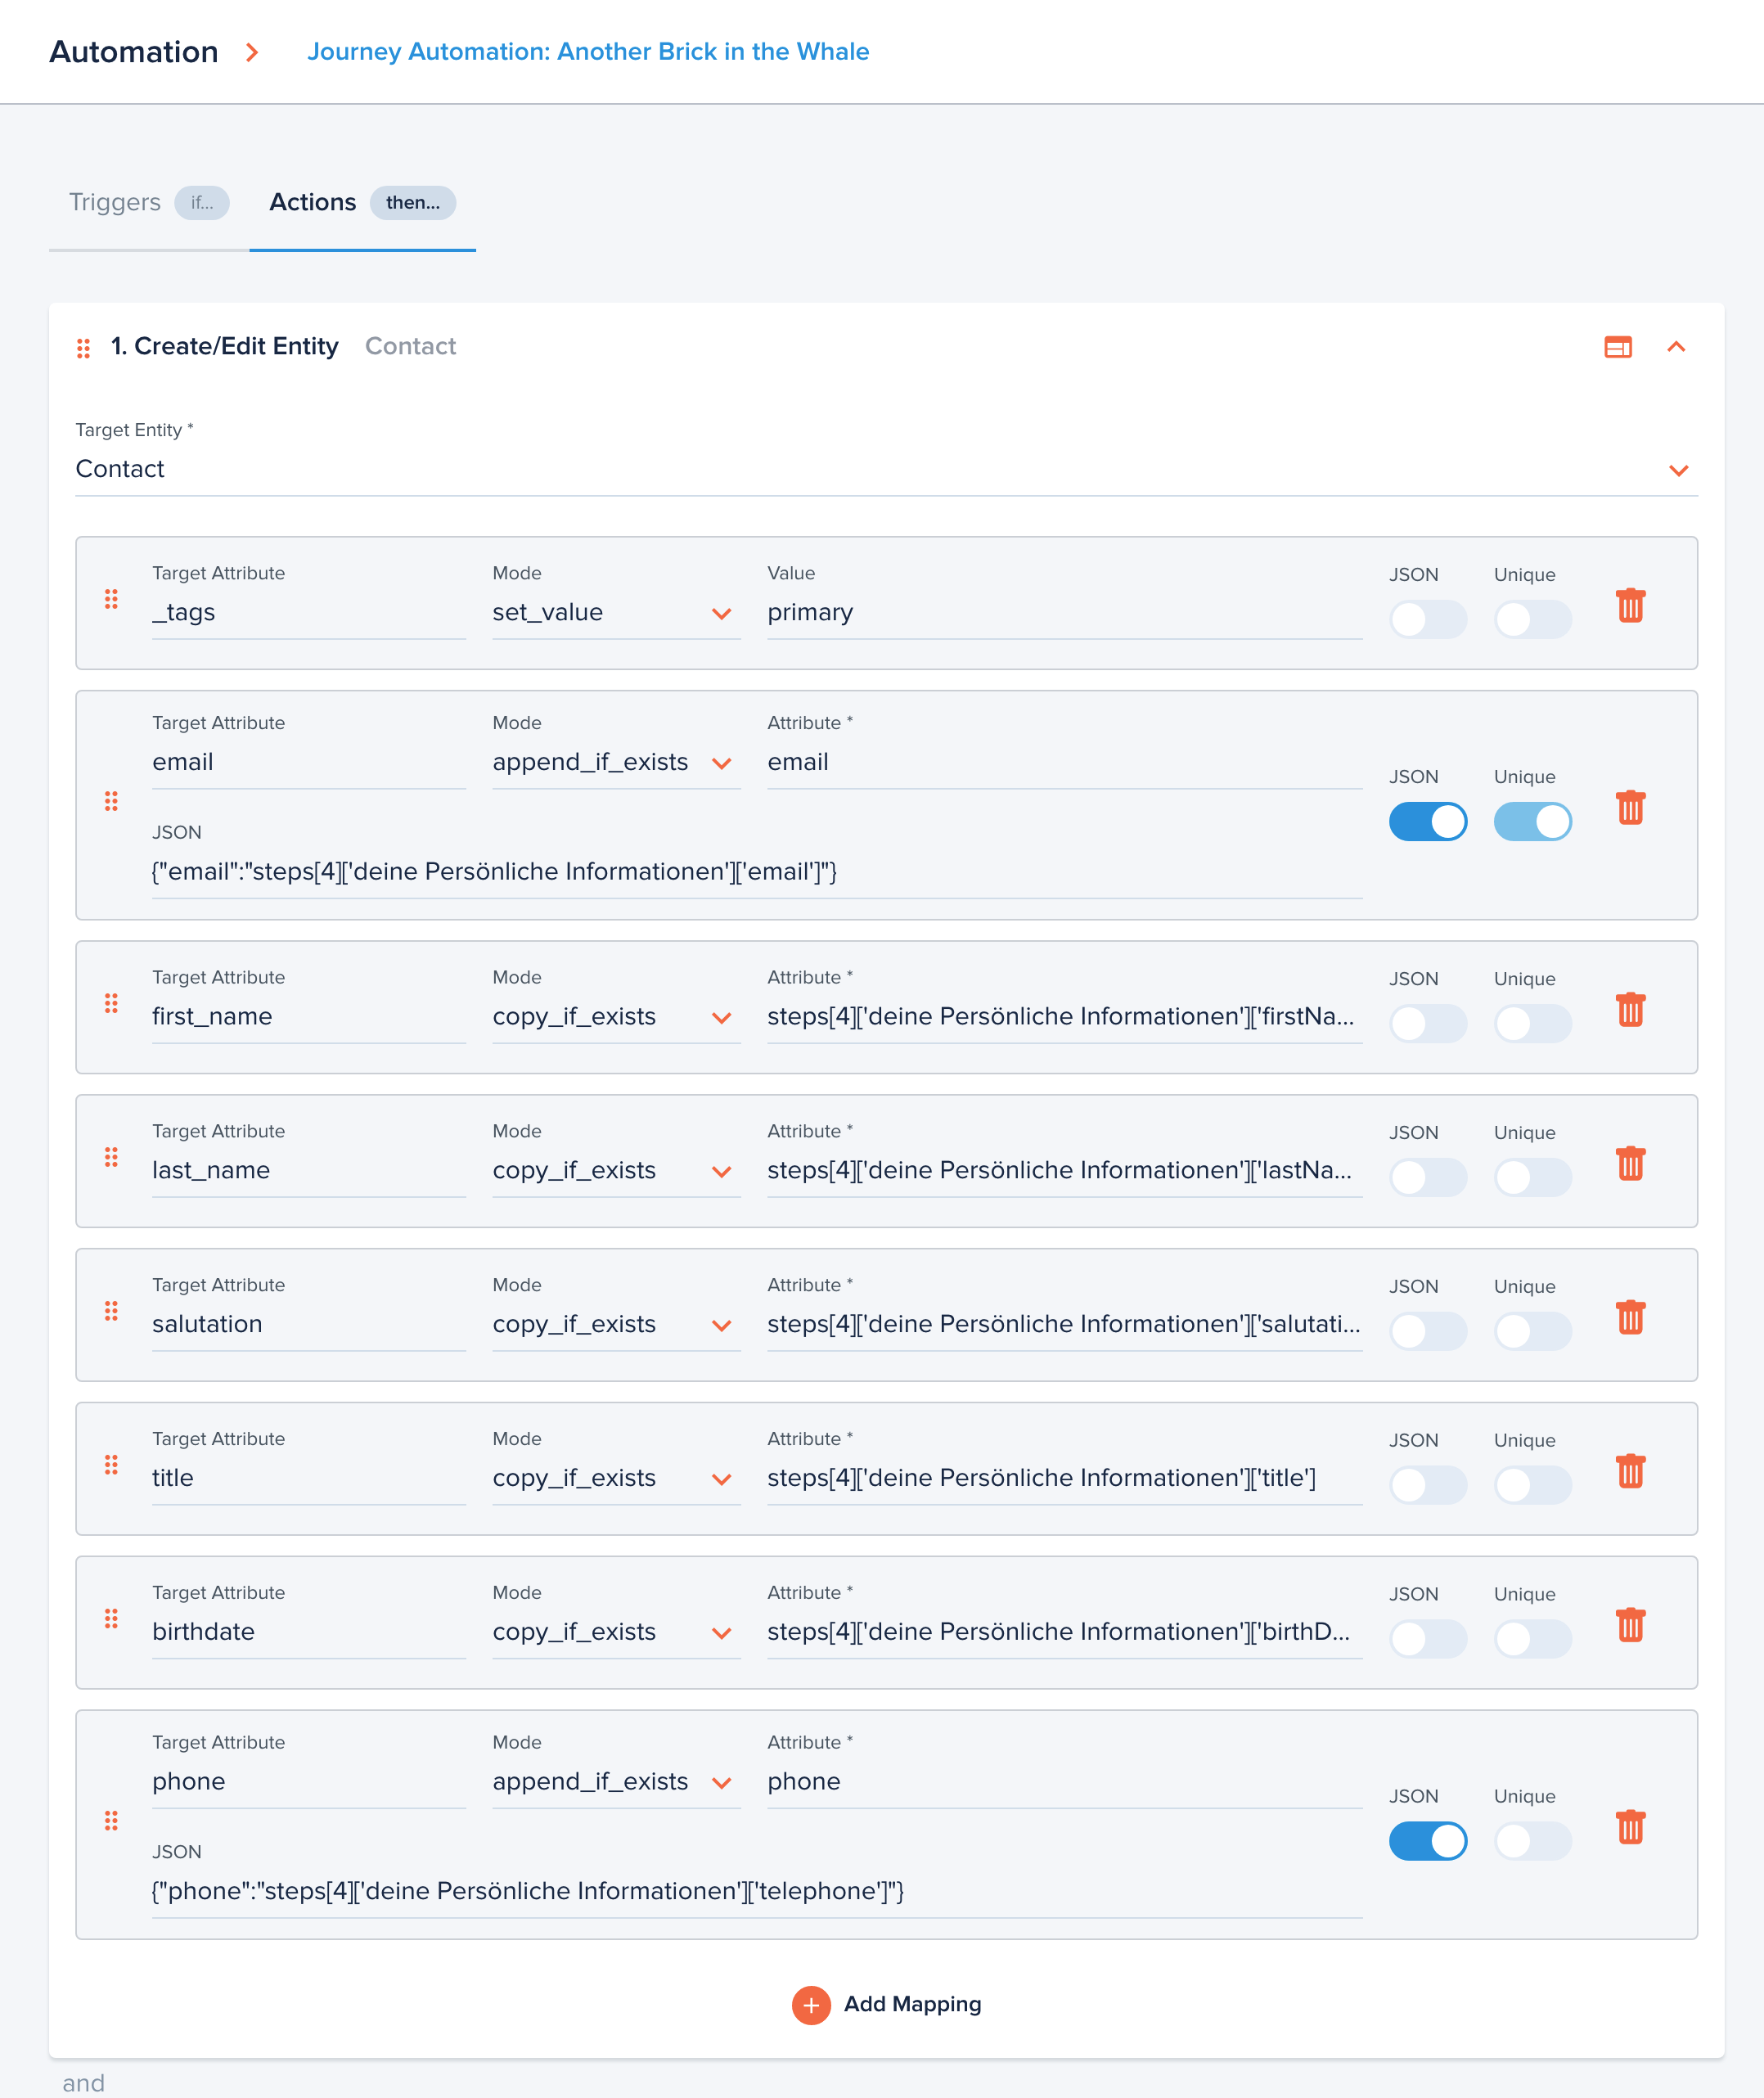 Automation
Journey Automation: Another Brick in the Whale
Triggers if...
Actions then...
1. Create/Edit Entity Contact
Target Entity *
Contact
Target Attribute Mode Value JSON Unique
_tags set_value primary
Target Attribute Mode Attribute *
email append_if_exists email
JSON Unique
JSON
{"email":"steps[4]['deine Persönliche Informationen']['email']"}
Target Attribute Mode Attribute * JSON Unique
first_name copy_if_exists steps[4]['deine Persönliche Informationen']['firstNa...
Target Attribute Mode Attribute * JSON Unique
last_name copy_if_exists steps[4]['deine Persönliche Informationen']['lastNa...
Target Attribute Mode Attribute * JSON Unique
salutation copy_if_exists steps[4]['deine Persönliche Informationen']['salutati...
Target Attribute Mode Attribute * JSON Unique
title copy_if_exists steps[4]['deine Persönliche Informationen']['title']
Target Attribute Mode Attribute * JSON Unique
birthdate copy_if_exists steps[4]['deine Persönliche Informationen']['birthD...
Target Attribute Mode Attribute *
phone append_if_exists phone
JSON Unique
JSON
{"phone":"steps[4]['deine Persönliche Informationen']['telephone']"}
Add Mapping
and